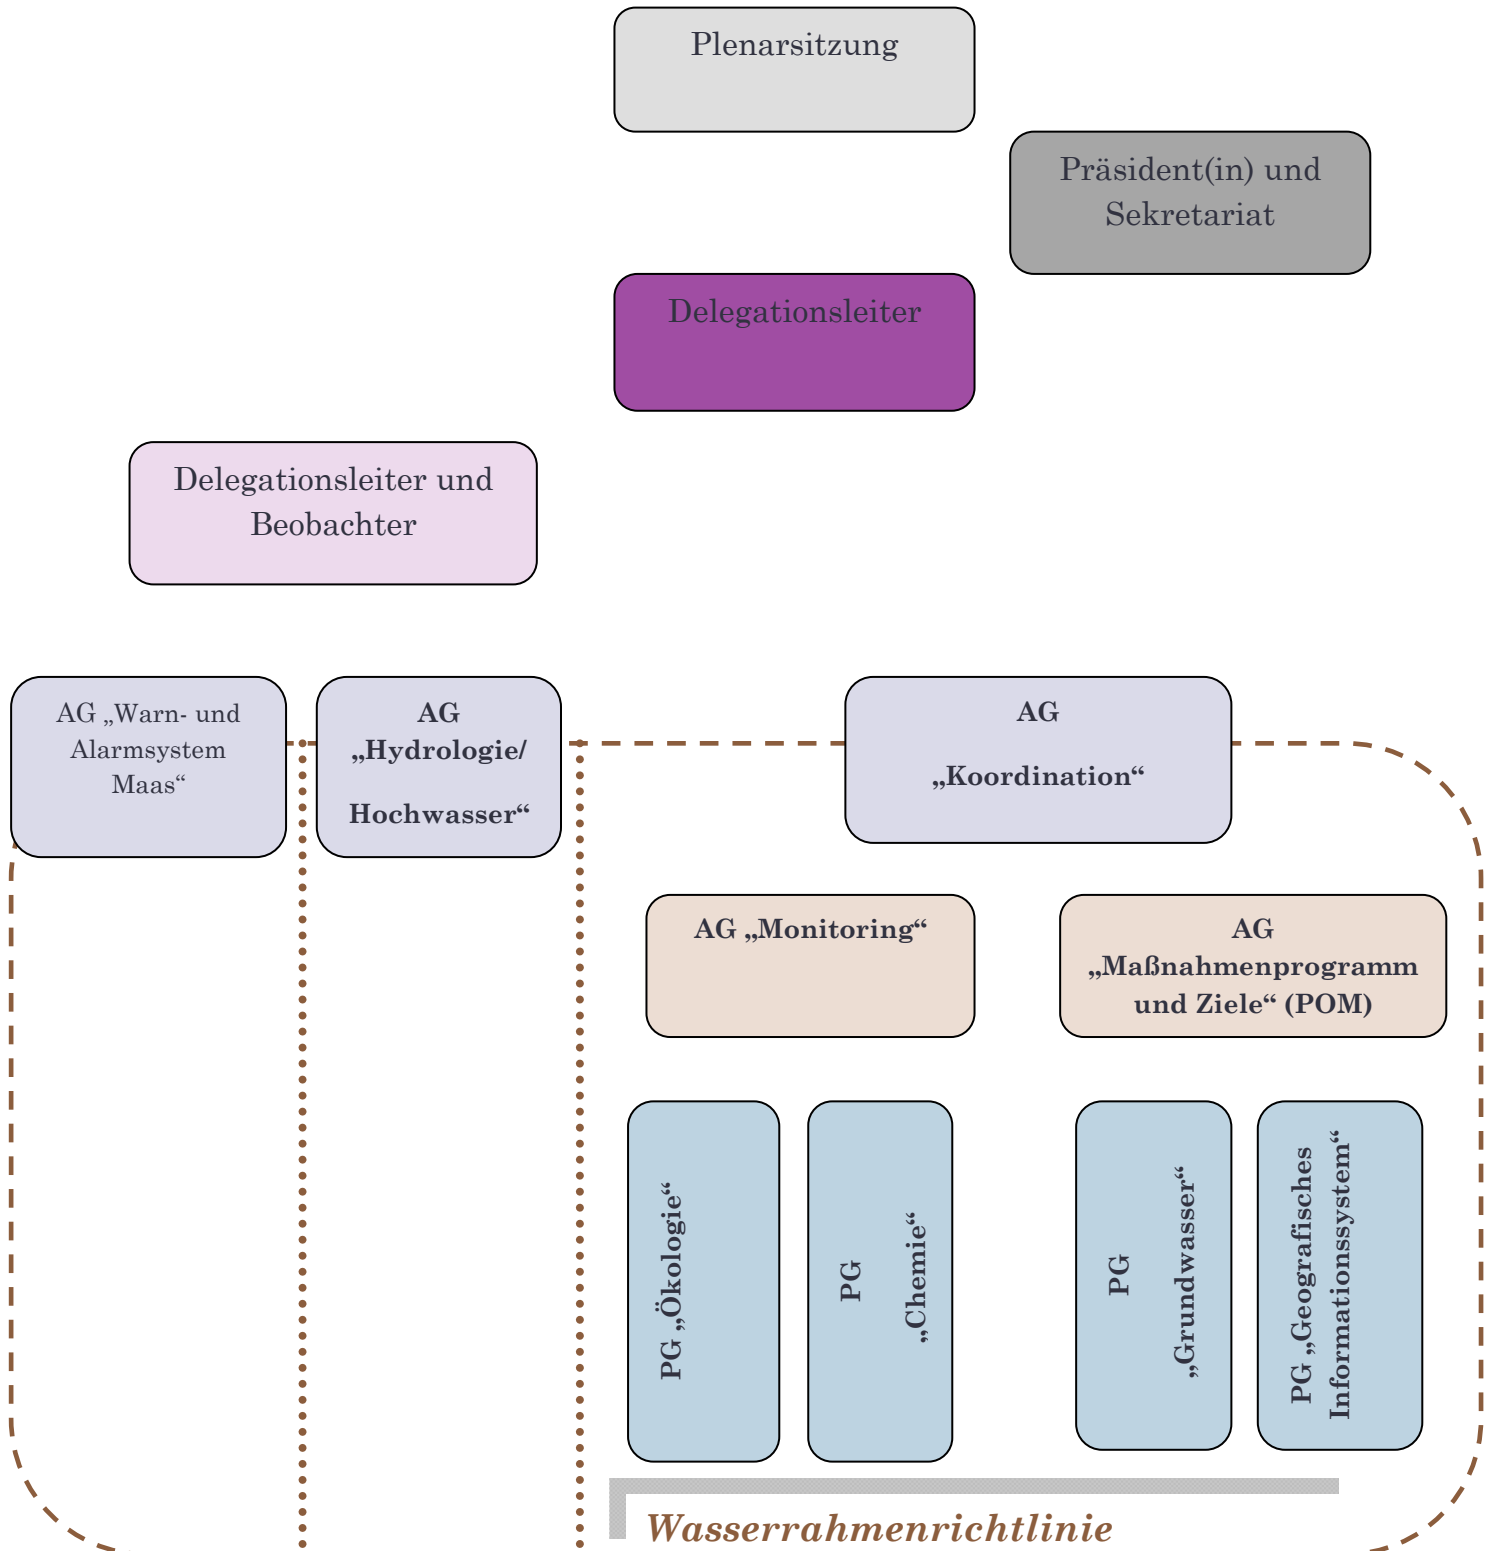 Plenarsitzung
Präsident(in) und
Sekretariat
Delegationsleiter
Delegationsleiter und
Beobachter
AG „Warn- und
Alarmsystem
Maas“
AG
„Hydrologie/
Hochwasser“
AG
„Koordination“
AG „Monitoring“
AG
„Maßnahmenprogramm
und Ziele“ (POM)
PG „Ökologie“
PG
„Chemie“
PG
„Grundwasser“
PG „Geografisches
Informationssystem“
Wasserrahmenrichtlinie